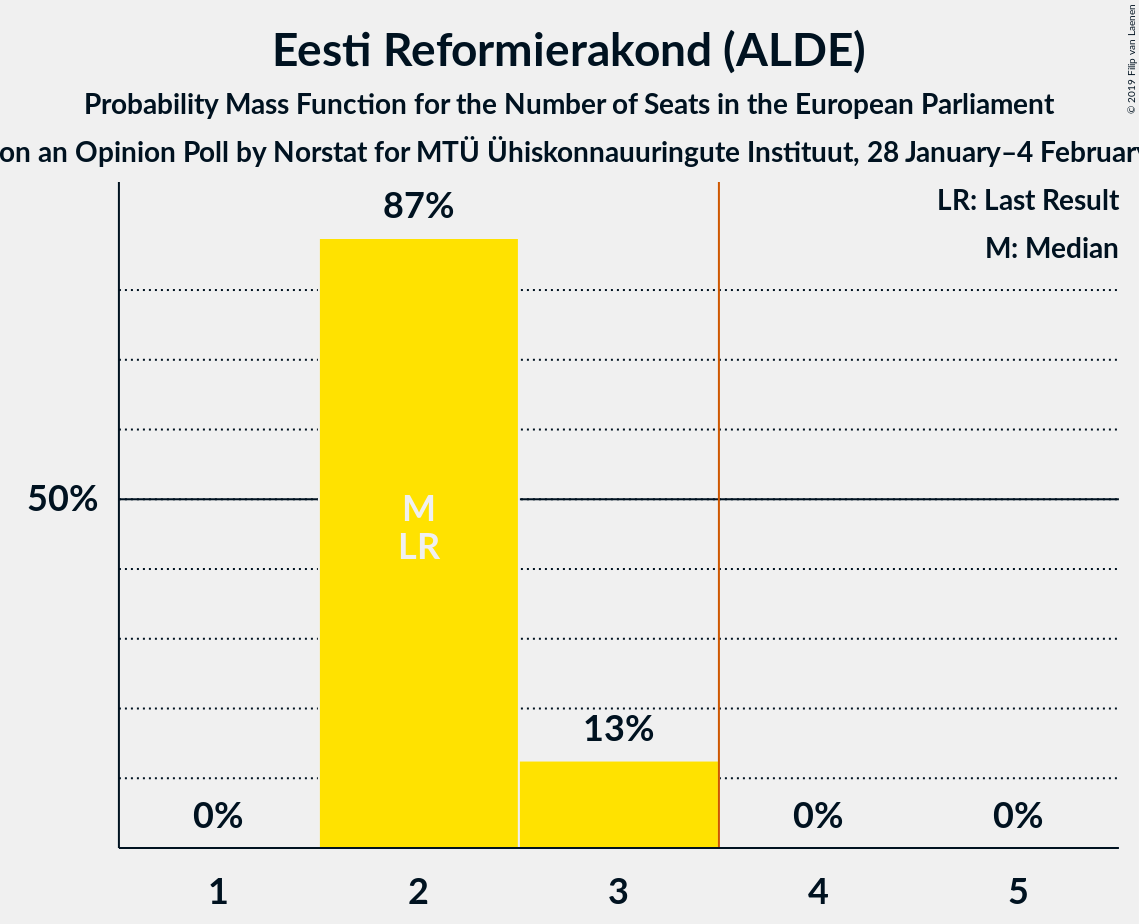 Eesti Reformierakond (ALDE)
Probability Mass Function for the Number of Seats in the European Parliament
on an Opinion Poll by Norstat for MTÜ Ühiskonnauuringute Instituut, 28 January–4 February
© 2019 Filip van Laenen
LR: Last Result
M: Median
87%
50%
M
LR
13%
0%
0%
0%
1
2
3
4
5